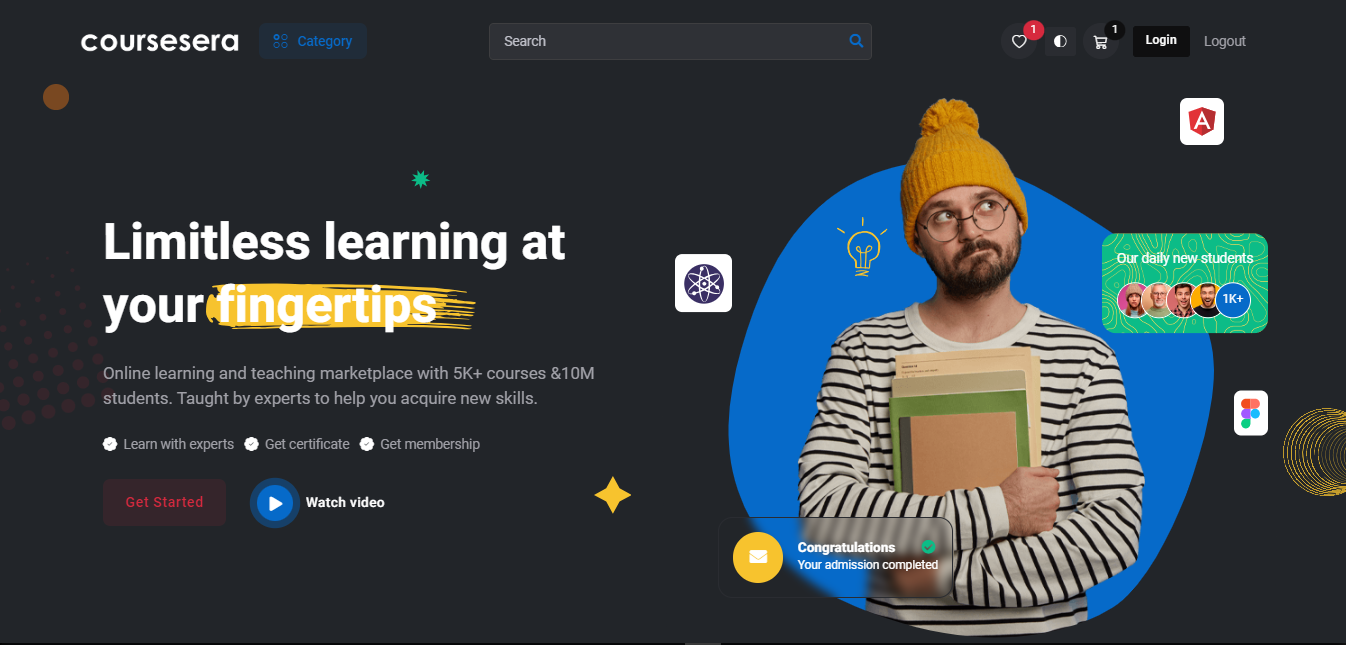 coursesera
Category
Search
1
1
Login
Logout
Limitless learning at
your fingertips
Online learning and teaching marketplace with 5K+ courses &10M
students. Taught by experts to help you acquire new skills.
Learn with experts
Get certificate
Get membership
Get Started
Watch video
Our daily new students
1K+
Congratulations
Your admission completed